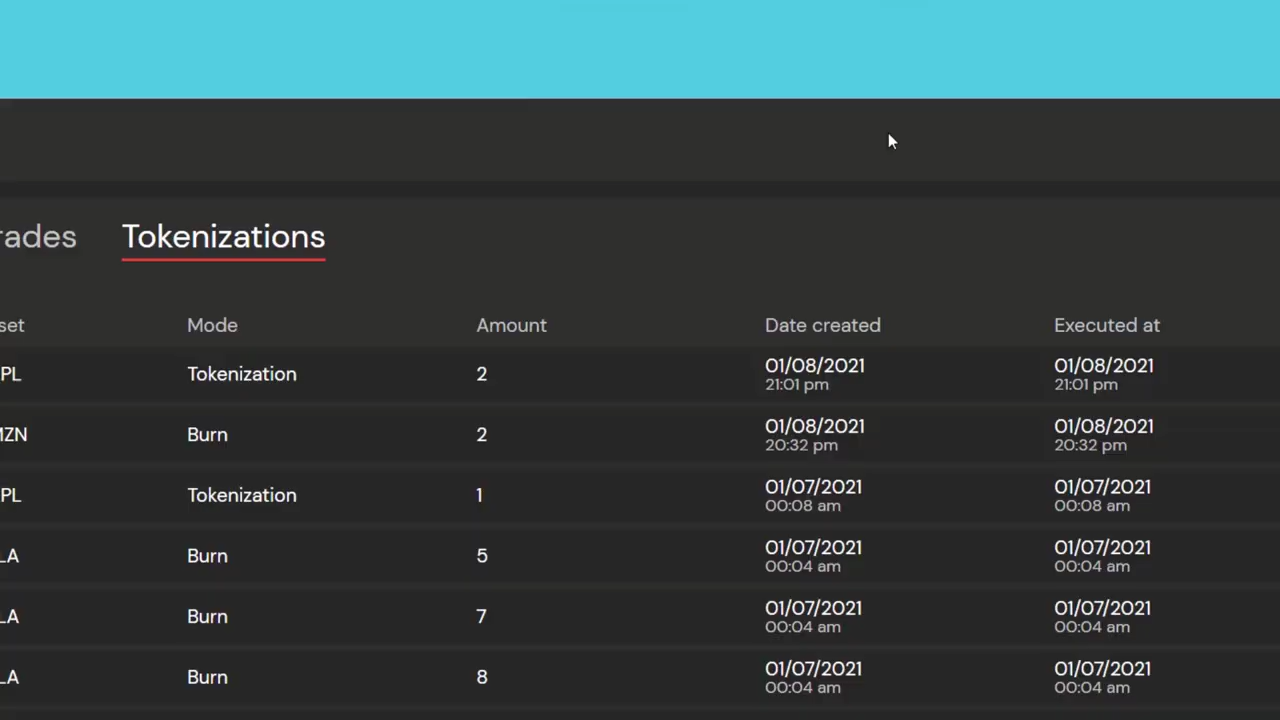 rades Tokenizations
set Mode Amount Date created Executed at
PL Tokenization 2 01/08/2021 01/08/2021
21:01 pm 21:01 pm
MZN Burn 2 01/08/2021 01/08/2021
20:32 pm 20:32 pm
PL Tokenization 1 01/07/2021 01/07/2021
00:08 am 00:08 am
LA Burn 5 01/07/2021 01/07/2021
00:04 am 00:04 am
LA Burn 7 01/07/2021 01/07/2021
00:04 am 00:04 am
LA Burn 8 01/07/2021 01/07/2021
00:04 am 00:04 am